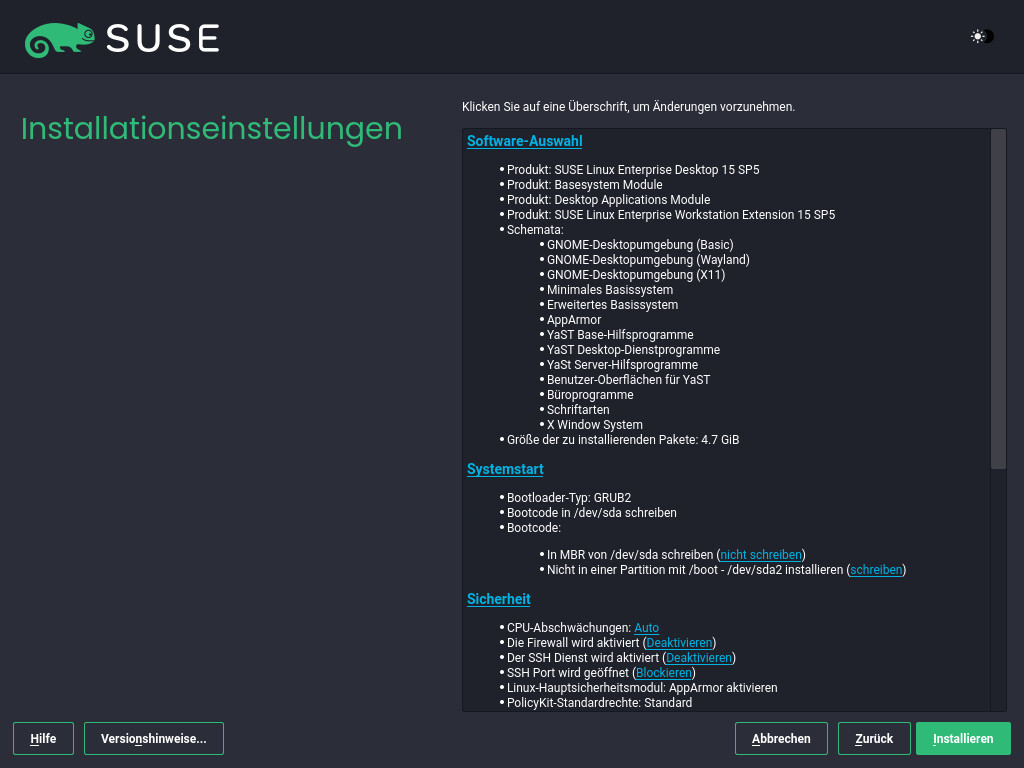 SUSE
Klicken Sie auf eine Überschrift, um Änderungen vorzunehmen.
Installationseinstellungen
Software-Auswahl
• Produkt: SUSE Linux Enterprise Desktop 15 SP5
• Produkt: Basesystem Module
• Produkt: Desktop Applications Module
• Produkt: SUSE Linux Enterprise Workstation Extension 15 SP5
• Schemata:
• GNOME-Desktopumgebung (Basic)
• GNOME-Desktopumgebung (Wayland)
• GNOME-Desktopumgebung (X11)
• Minimales Basissystem
• Erweitertes Basissystem
• AppArmor
• YaST Base-Hilfsprogramme
• YaST Desktop-Dienstprogramme
• YaSt Server-Hilfsprogramme
• Benutzer-Oberflächen für YaST
• Büroprogramme
• Schriftarten
• X Window System
• Größe der zu installierenden Pakete: 4.7 GiB
Systemstart
• Bootloader-Typ: GRUB2
• Bootcode in /dev/sda schreiben
• Bootcode:
• In MBR von /dev/sda schreiben (nicht schreiben)
• Nicht in einer Partition mit /boot - /dev/sda2 installieren (schreiben)
Sicherheit
• CPU-Abschwächungen: Auto
• Die Firewall wird aktiviert (Deaktivieren)
• Der SSH Dienst wird aktiviert (Deaktivieren)
• SSH Port wird geöffnet (Blockieren)
• Linux-Hauptsicherheitsmodul: AppArmor aktivieren
• PolicyKit-Standardrechte: Standard
Hilfe Versionshinweise... Abbrechen Zurück Installieren